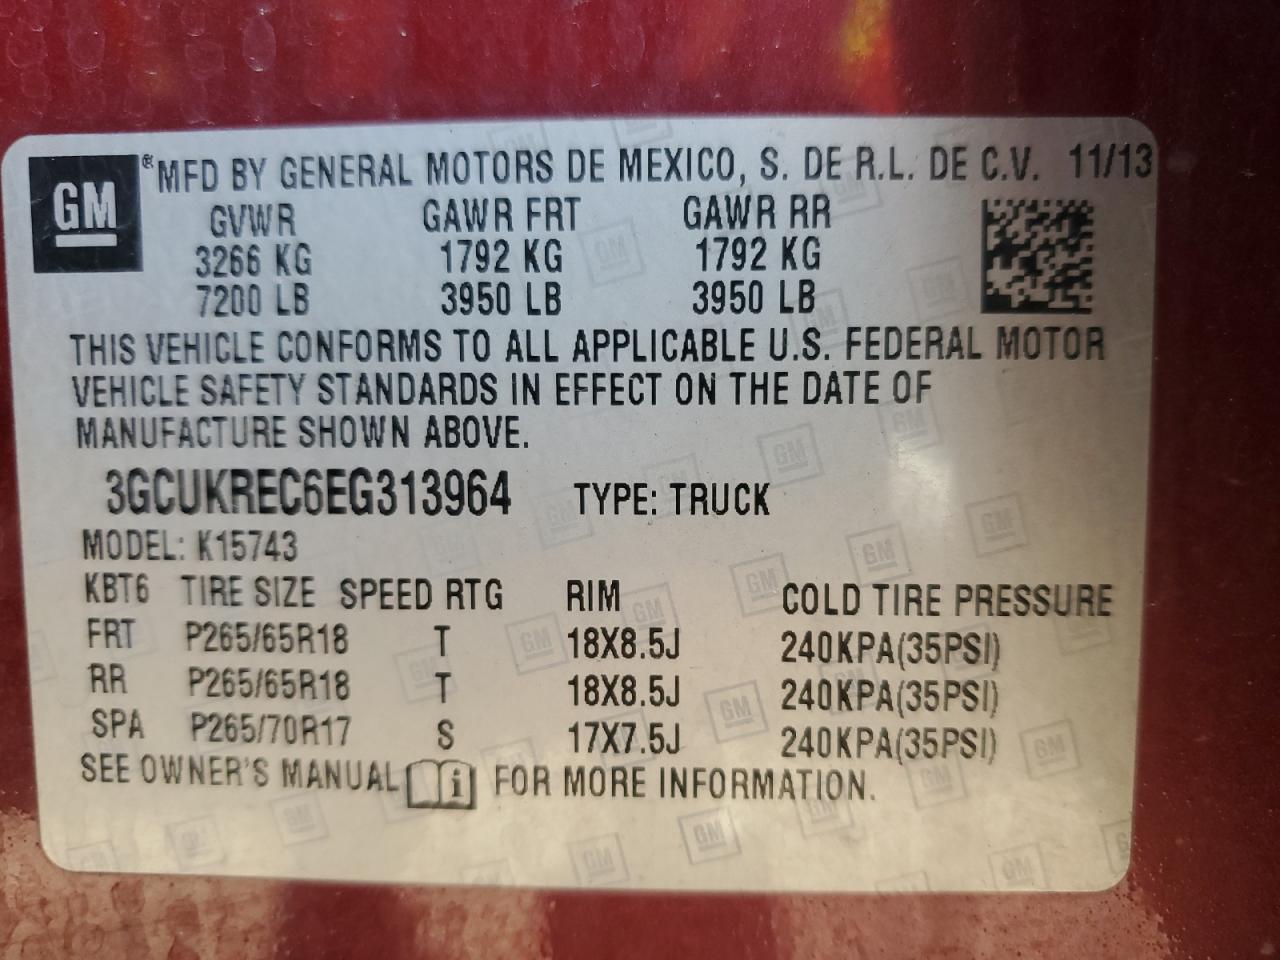 GM ® MFD BY GENERAL MOTORS DE MEXICO, S. DE R.L. DE C.V. 11/13
GVWR GAWR FRT GAWR RR
3266 KG 1792 KG 1792 KG
7200 LB 3950 LB 3950 LB
THIS VEHICLE CONFORMS TO ALL APPLICABLE U.S. FEDERAL MOTOR
VEHICLE SAFETY STANDARDS IN EFFECT ON THE DATE OF
MANUFACTURE SHOWN ABOVE.
3GCUKREC6EG313964 TYPE: TRUCK
MODEL: K15743
KBT6 TIRE SIZE SPEED RTG RIM COLD TIRE PRESSURE
FRT P265/65R18 T 18X8.5J 240KPA(35PSI)
RR P265/65R18 T 18X8.5J 240KPA(35PSI)
SPA P265/70R17 S 17X7.5J 240KPA(35PSI)
SEE OWNER'S MANUAL i FOR MORE INFORMATION.